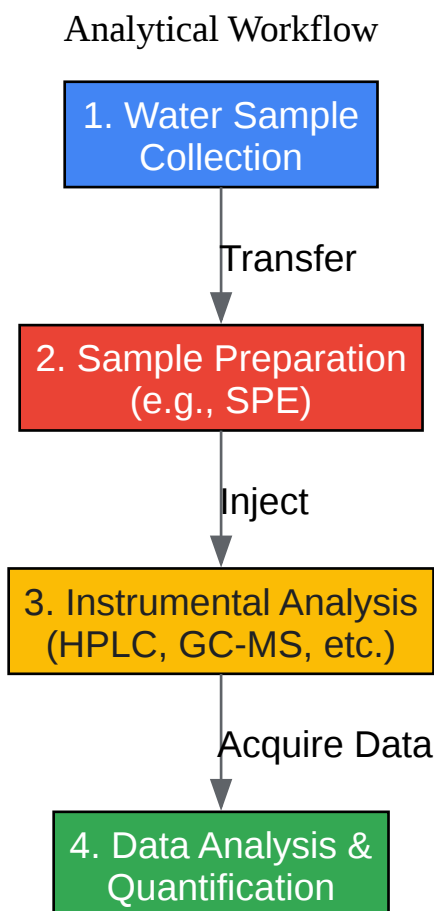 Analytical Workflow
1. Water Sample
Collection
Transfer
2. Sample Preparation
(e.g., SPE)
Inject
3. Instrumental Analysis
(HPLC, GC-MS, etc.)
Acquire Data
4. Data Analysis &
Quantification